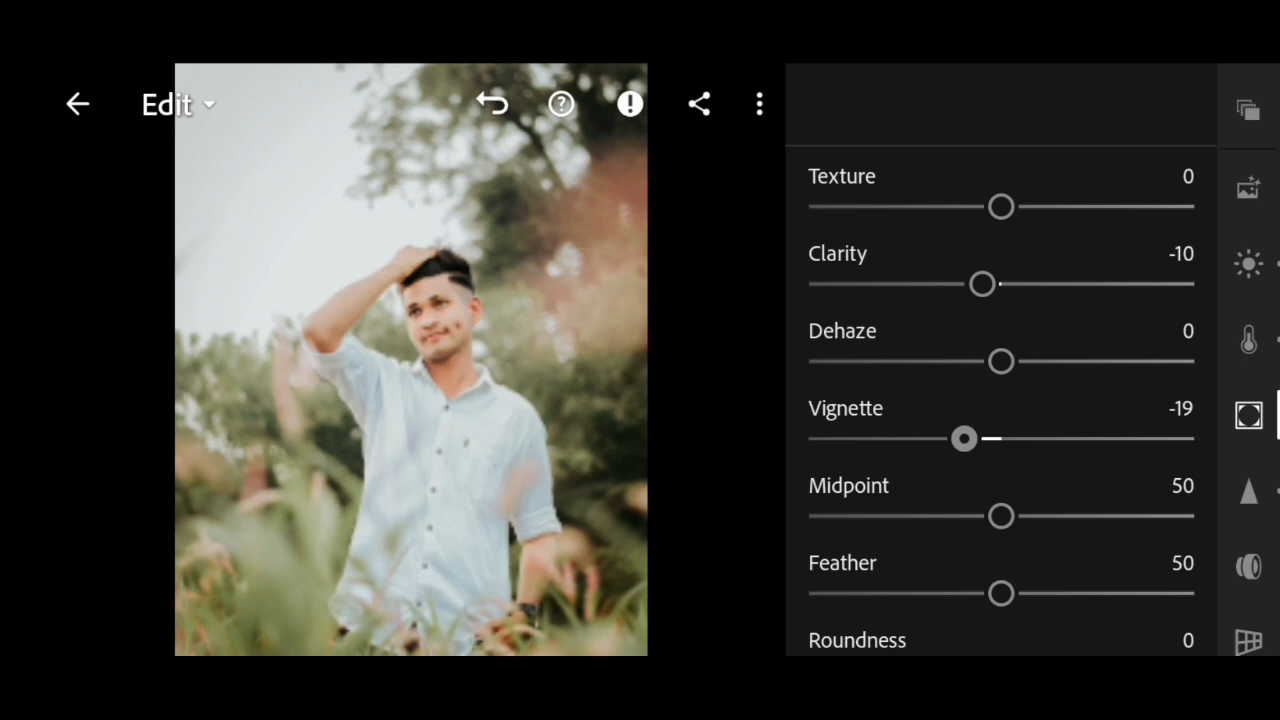 Edit
Texture 0
Clarity -10
Dehaze 0
Vignette -19
Midpoint 50
Feather 50
Roundness 0